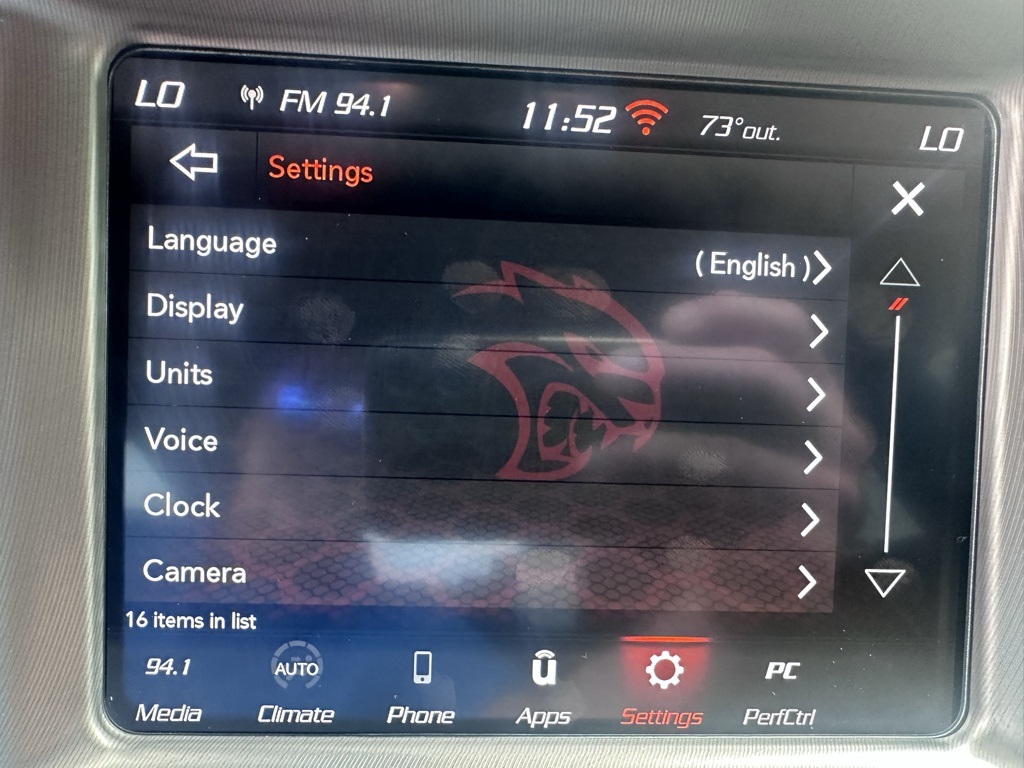 LO FM 94.1 11:52 73°out. LO
Settings
Language ( English )
Display
Units
Voice
Clock
Camera
16 items in list
94.1 AUTO u PC
Media Climate Phone Apps Settings PerfCtrl